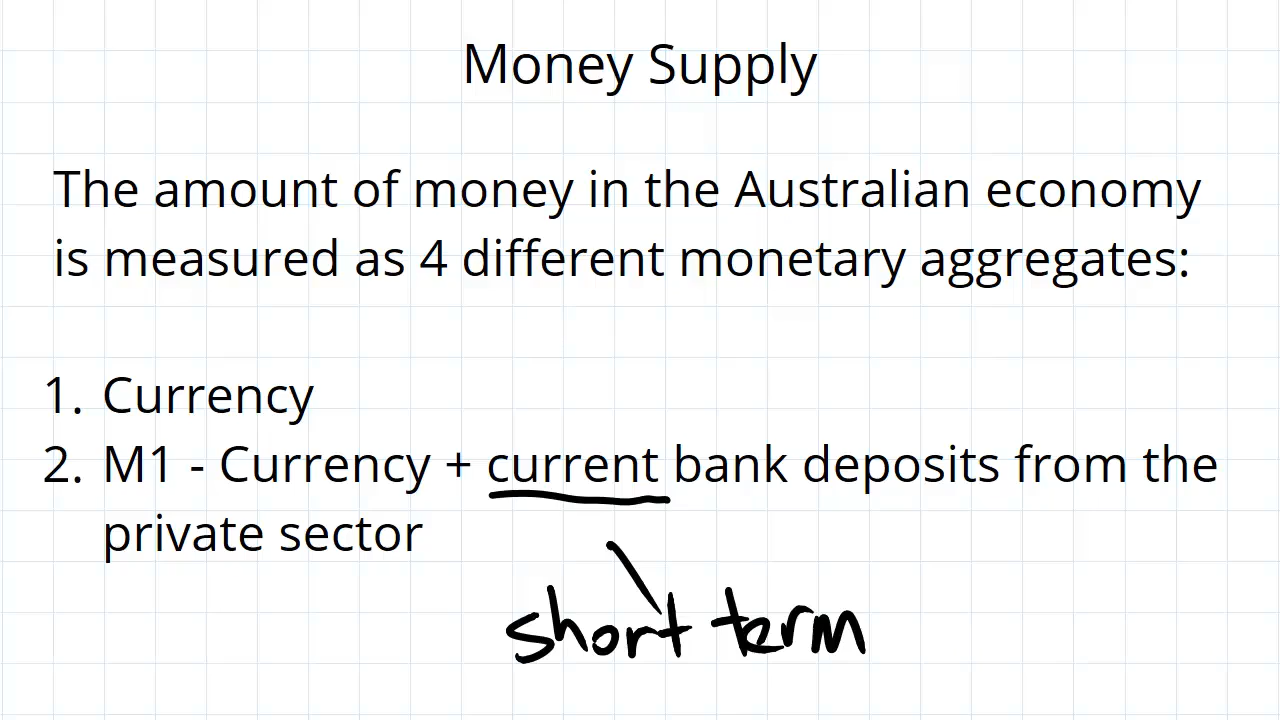 Money Supply
The amount of money in the Australian economy
is measured as 4 different monetary aggregates:
1. Currency
2. M1 - Currency + current bank deposits from the
private sector
short term